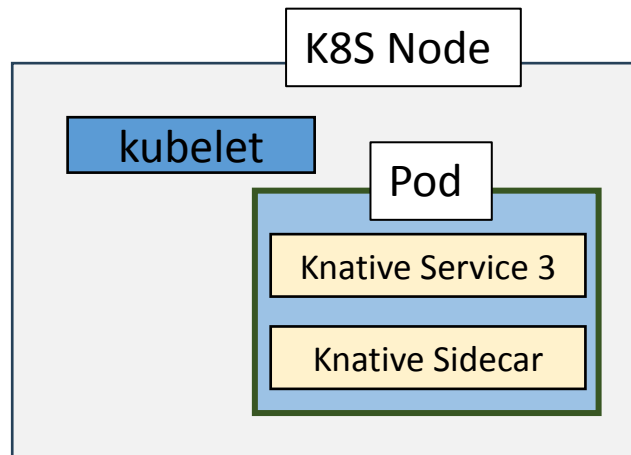 K8S Node
kubelet
Pod
Knative Service 3
Knative Sidecar